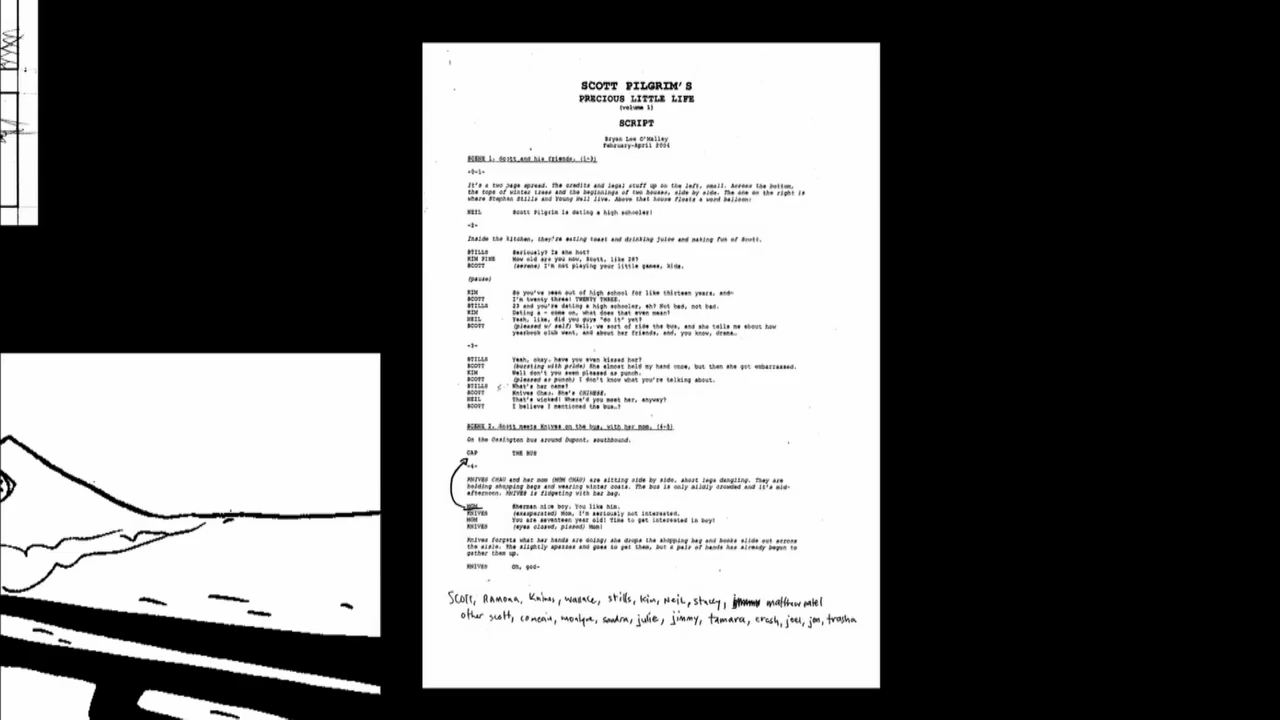 SCOTT PILGRIM'S
PRECIOUS LITTLE LIFE
(volume 1)
SCRIPT
Bryan Lee O'Malley
February-April 2004
SCENE 1. Scott and his friends. (1-3)
-0-1-
It's a two page spread. The credits and legal stuff up on the left, small. Across the bottom,
the tops of winter trees and the beginnings of two houses, side by side. The one on the right is
where Stephen Stills and Young Neil live. Above that house floats a word balloon:
NEIL Scott Pilgrim is dating a high schooler!
-2-
Inside the kitchen, they're eating toast and drinking juice and making fun of Scott.
STILLS Seriously? Is she hot?
KIM PINE How old are you now, Scott, like 28?
SCOTT (serene) I'm not playing your little games, kids.
(pause)
KIM So you've been out of high school for like thirteen years, and-
SCOTT I'm twenty three! TWENTY THREE.
STILLS 23 and you're dating a high schooler, eh? Not bad, not bad.
KIM Dating a - come on, what does that even mean?
NEIL Yeah, like, did you guys "do it" yet?
SCOTT (pleased w/ self) Well, we sort of ride the bus, and she tells me about how
yearbook club went, and about her friends, and, you know, drama…
-3-
STILLS Yeah, okay. have you even kissed her?
SCOTT (bursting with pride) She almost held my hand once, but then she got embarrassed.
KIM Well don't you seem pleased as punch.
SCOTT (pleased as punch) I don't know what you're talking about.
STILLS What's her name?
SCOTT Knives Chau. She's CHINESE.
NEIL That's wicked! Where'd you meet her, anyway?
SCOTT I believe I mentioned the bus…?
SCENE 2. Scott meets Knives on the bus, with her mom. (4-5)
On the Ossington bus around Dupont, southbound.
CAP THE BUS
-4-
KNIVES CHAU and her mom (MOM CHAU) are sitting side by side, short legs dangling. They are
holding shopping bags and wearing winter coats. The bus is only mildly crowded and it's mid-
afternoon. KNIVES is fidgeting with her bag.
MOM Sherman nice boy. You like him.
KNIVES (exasperated) Mom, I'm seriously not interested.
MOM You are seventeen year old! Time to get interested in boy!
KNIVES (eyes closed, pissed) Mom!
Knives forgets what her hands are doing; she drops the shopping bag and books slide out across
the aisle. She slightly spazzes and goes to get them, but a pair of hands has already begun to
gather them up.
KNIVES Oh, god-
SCOTT, RAMONA, Knives, wallace, stills, kim, Neil, stacey, matthew patel
other scott, comeau, monique, sandra, julie, jimmy, tamara, crash, joel, jon, trasha